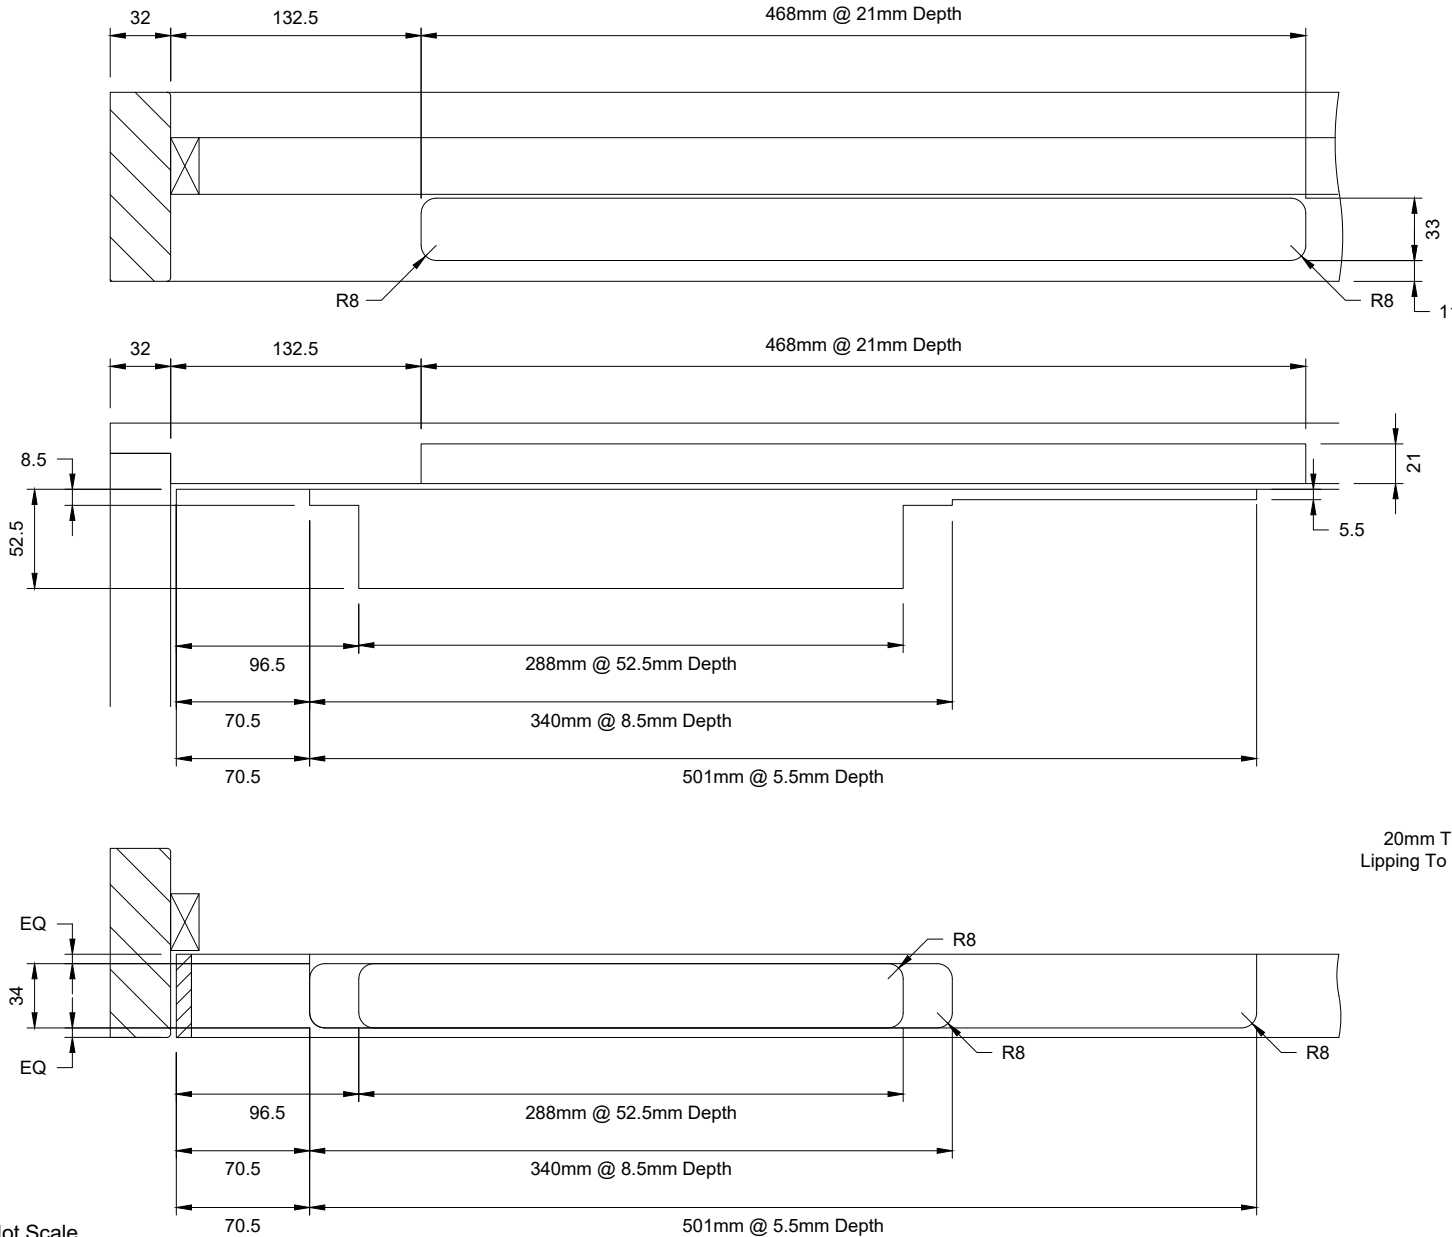 32
132.5
468mm @ 21mm Depth
33
R8
R8
32
132.5
468mm @ 21mm Depth
8.5
52.5
21
5.5
96.5
288mm @ 52.5mm Depth
70.5
340mm @ 8.5mm Depth
70.5
501mm @ 5.5mm Depth
20mm T
Lipping To
EQ
R8
34
EQ
R8
R8
96.5
288mm @ 52.5mm Depth
70.5
340mm @ 8.5mm Depth
70.5
501mm @ 5.5mm Depth
Scale